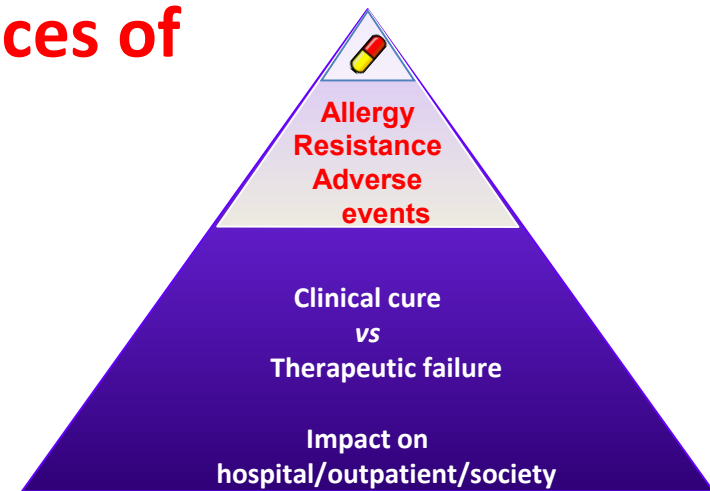 ces of
Allergy
Resistance
Adverse
events
Clinical cure
vs
Therapeutic failure
Impact on
hospital/outpatient/society